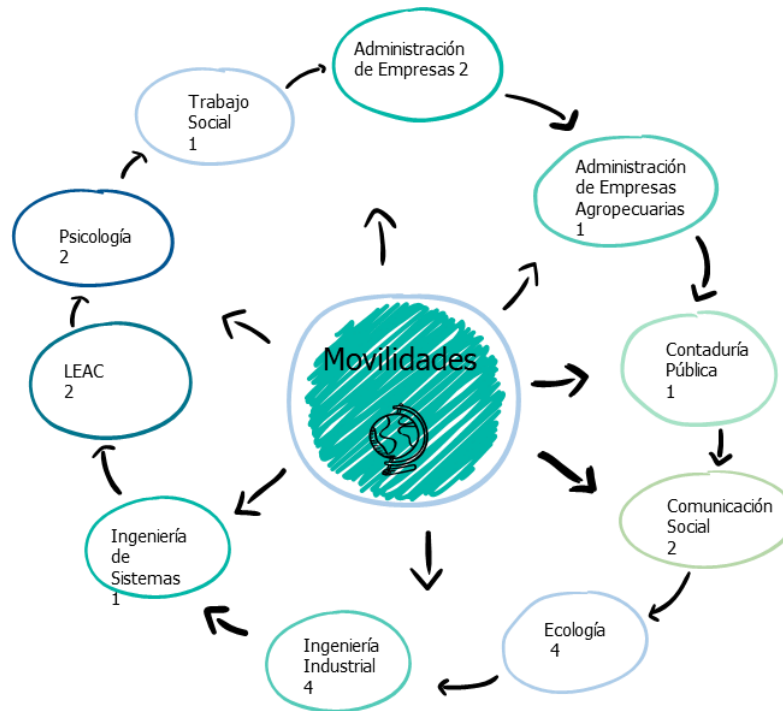 Administración
de Empresas 2
Trabajo
Social
1
Administración
de Empresas
Agropecuarias
1
Psicología
2
Movilidades
Contaduría
Pública
1
LEAC
2
Comunicación
Social
2
Ingeniería
de
Sistemas
1
Ecología
4
Ingeniería
Industrial
4